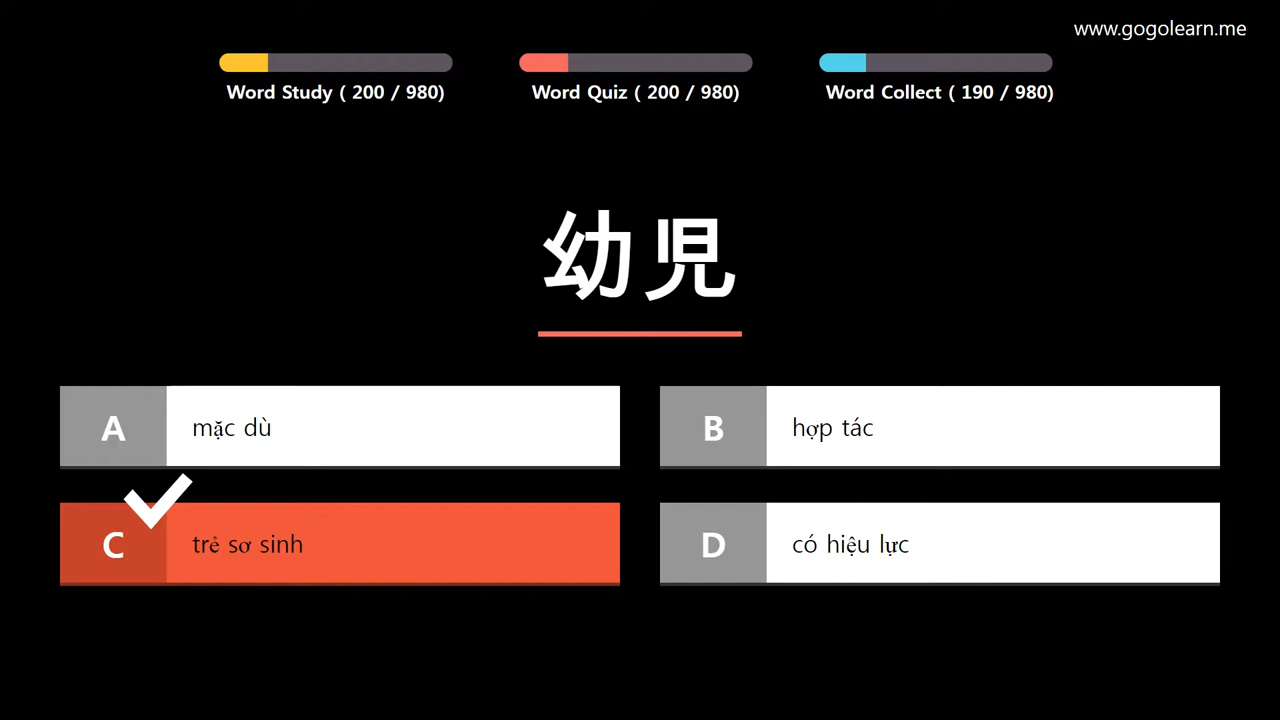 www.gogolearn.me
Word Study ( 200 / 980)
Word Quiz ( 200 / 980)
Word Collect ( 190 / 980)
幼児
A mặc dù
B hợp tác
C trẻ sơ sinh
D có hiệu lực